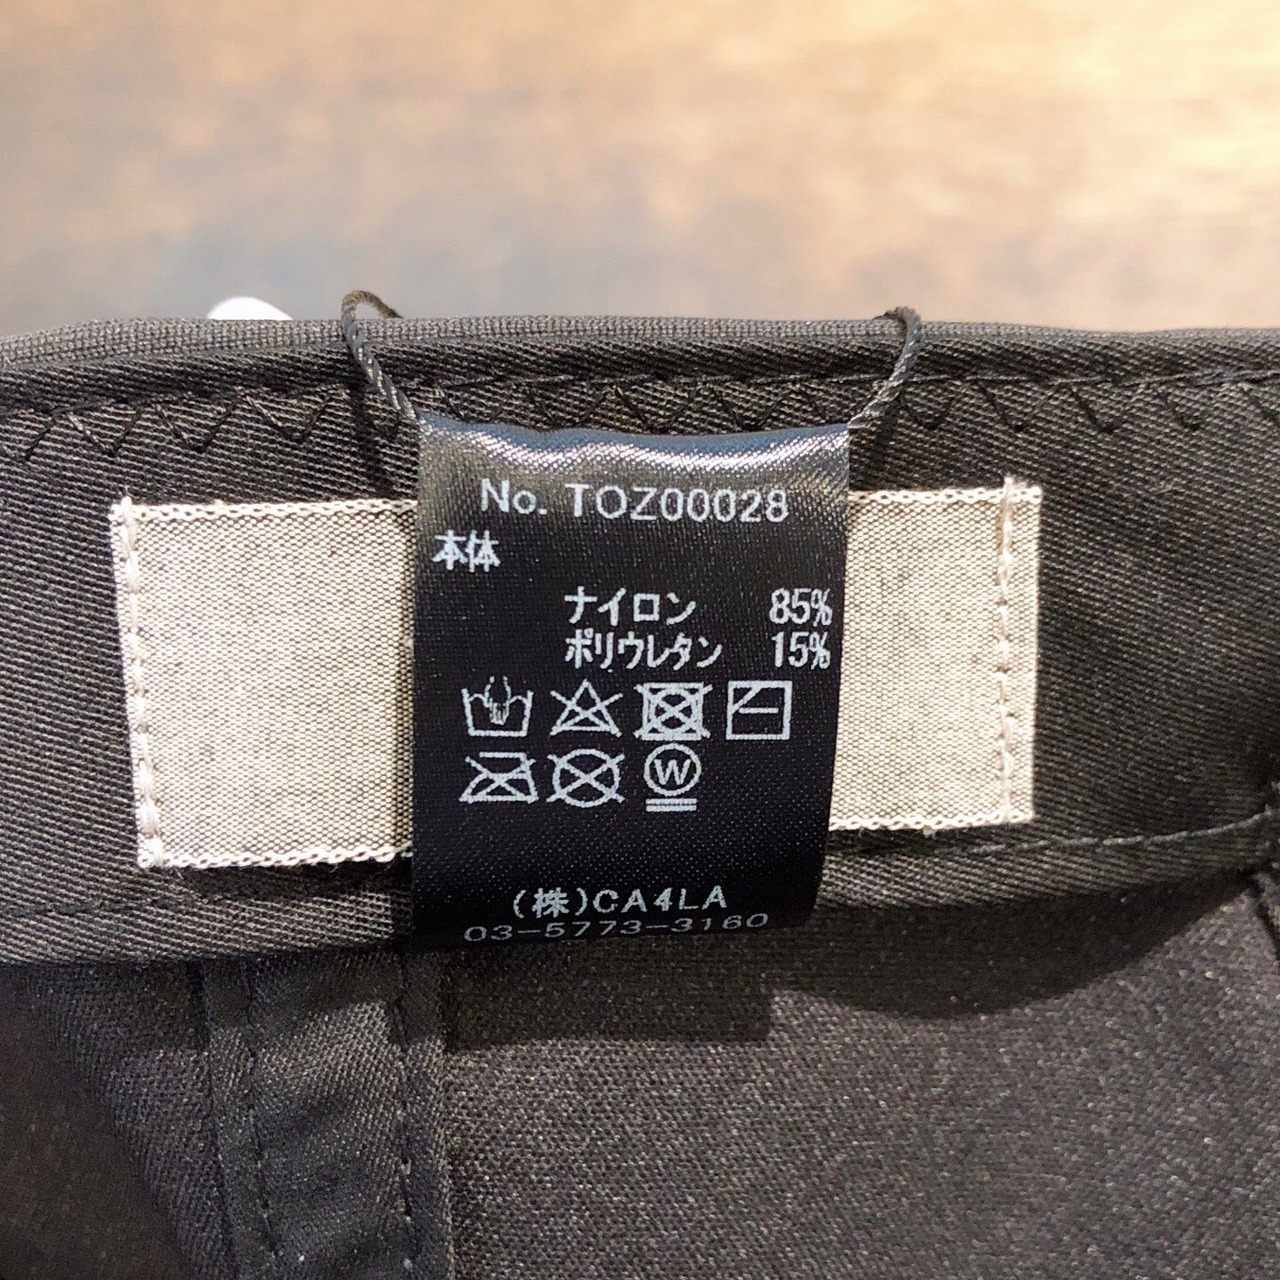 No. TOZ00028
本体
ナイロン 85%
ポリウレタン 15%
W
(株)CA4LA
03-5773-3160